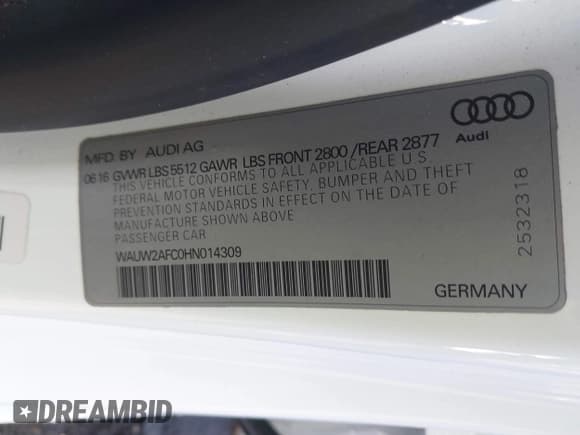 Audi
MFD. BY AUDI AG
0616 GVWR LBS 5512 GAWR LBS FRONT 2800 / REAR 2877
THIS VEHICLE CONFORMS TO ALL APPLICABLE U S
FEDERAL MOTOR VEHICLE SAFETY, BUMPER AND THEFT
PREVENTION STANDARDS IN EFFECT ON THE DATE OF
MANUFACTURE SHOWN ABOVE
PASSENGER CAR
WAUW2AFC0HN014309
GERMANY
2532318
DREAMBID